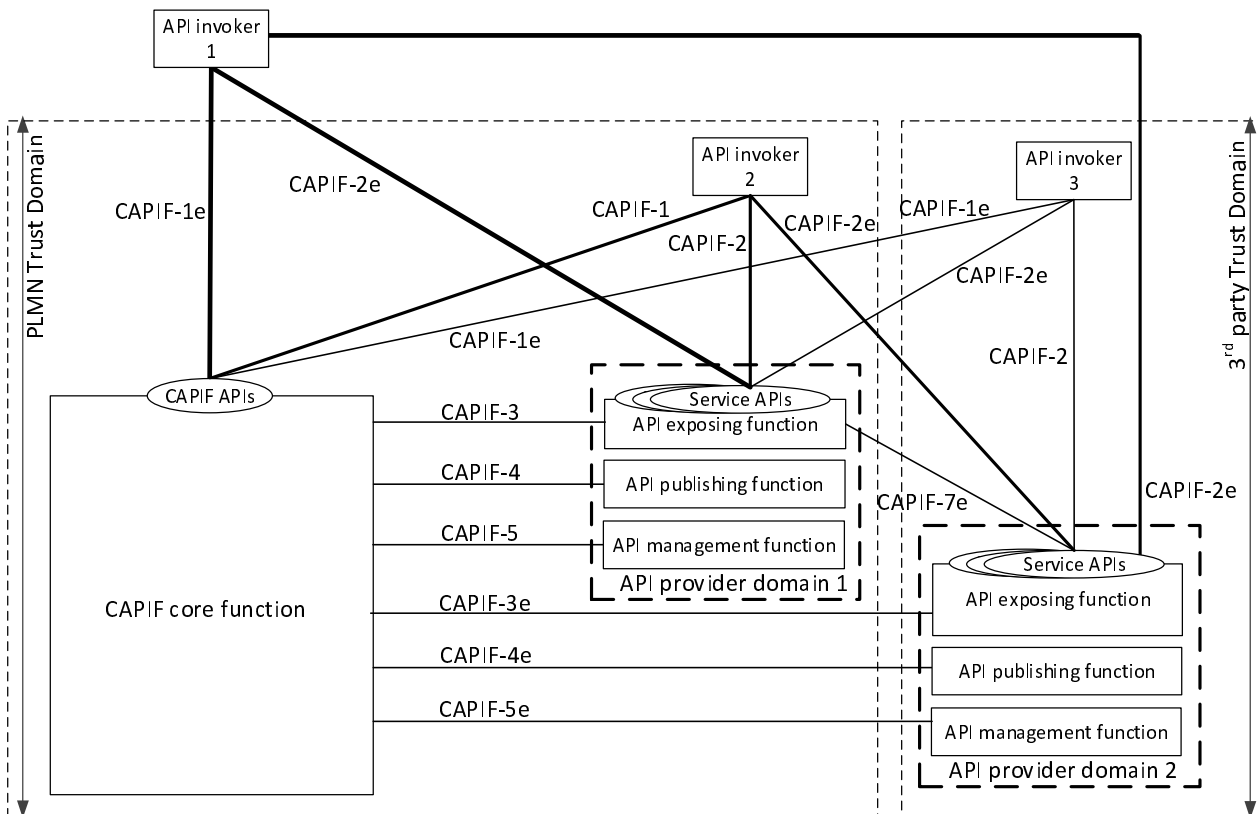 API invoker
1
PLMN Trust Domain
API invoker
2
API invoker
3
3rd party Trust Domain
CAPIF-1e
CAPIF-2e
CAPIF-1
CAPIF-2
CAPIF-2e
CAPIF-1e
CAPIF-2e
CAPIF-1e
CAPIF-2
CAPIF APIs
Service APIs
API exposing function
API publishing function
API management function
API provider domain 1
CAPIF-3
CAPIF-4
CAPIF-5
CAPIF-7e
CAPIF-2e
CAPIF core function
CAPIF-3e
CAPIF-4e
CAPIF-5e
Service APIs
API exposing function
API publishing function
API management function
API provider domain 2